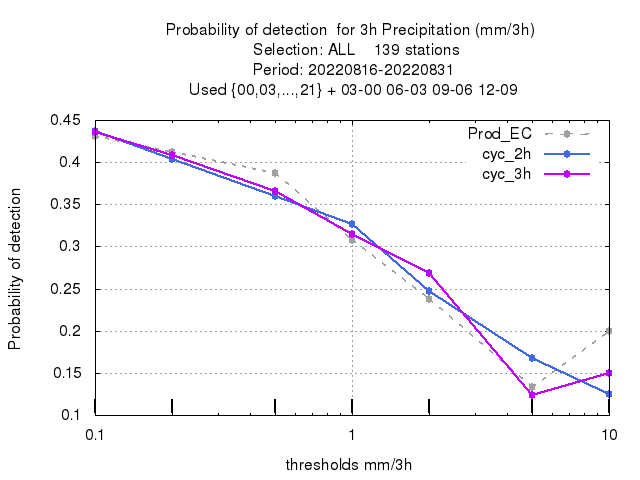 Probability of detection  for 3h Precipitation (mm/3h)
Selection: ALL    139 stations
Period: 20220816-20220831
Used {00,03,...,21} + 03-00 06-03 09-06 12-09
Probability of detection
0.45
0.4
0.35
0.3
0.25
0.2
0.15
0.1
Prod_EC
cyc_2h
cyc_3h
0.1
1
10
thresholds mm/3h